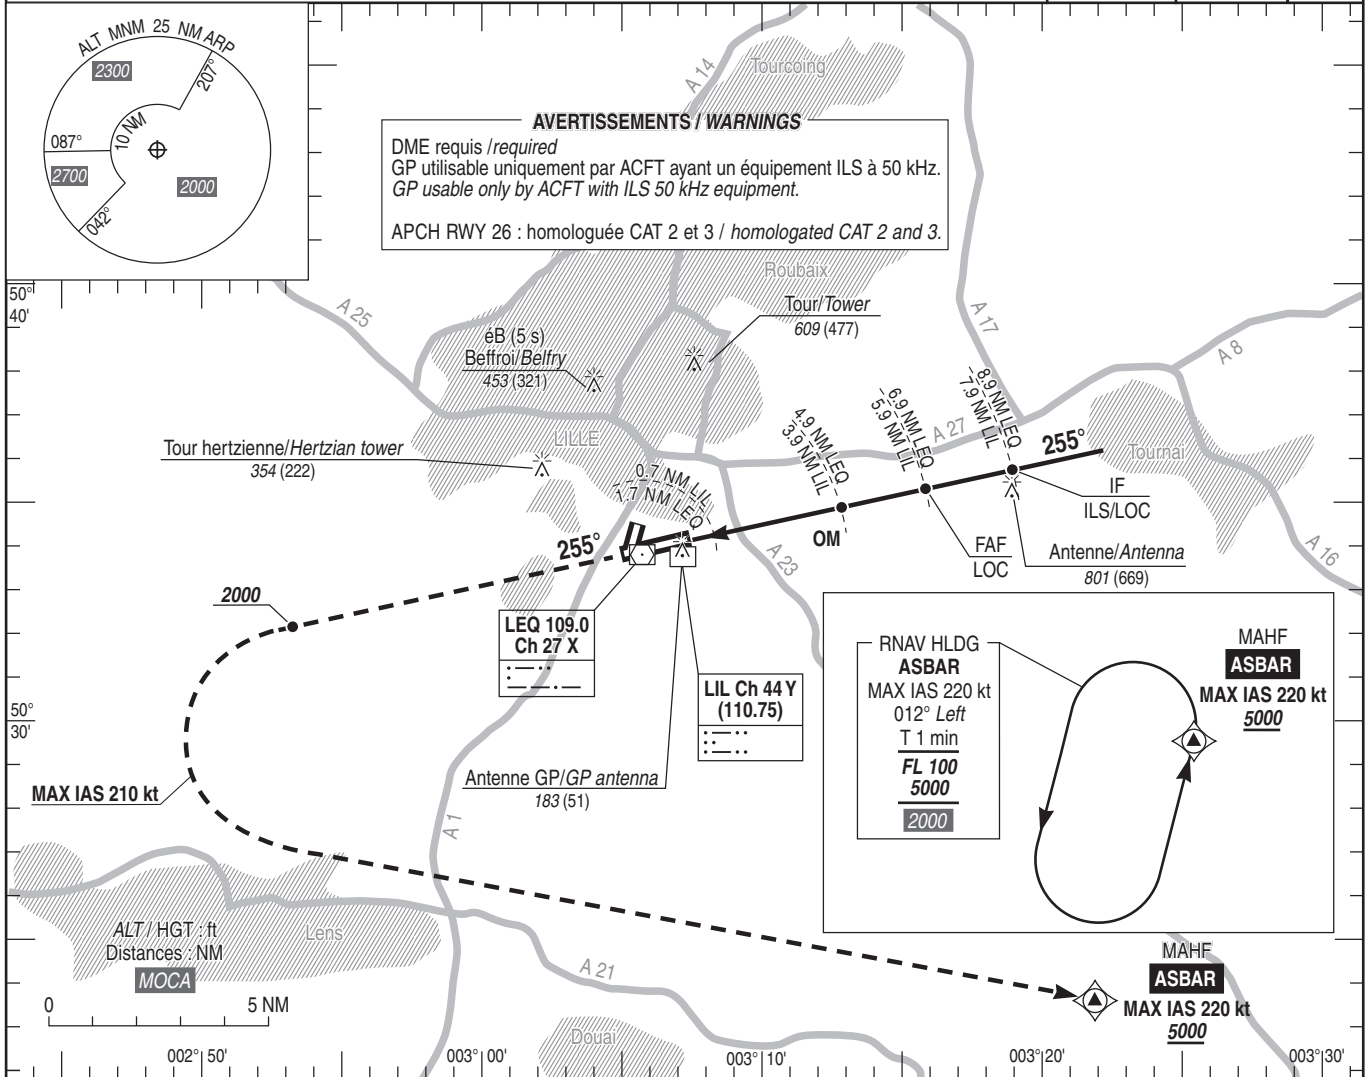 ALT MNM 25 NM ARP
2300
207°
10 NM
087°
2700
2000
042°
A 14
Tourcoing
AVERTISSEMENTS / WARNINGS
DME requis /required
GP utilisable uniquement par ACFT ayant un équipement ILS à 50 kHz.
GP usable only by ACFT with ILS 50 kHz equipment.
APCH RWY 26 : homologuée CAT 2 et 3 / homologated CAT 2 and 3.
50°
40'
A 25
Roubaix
Tour/Tower
609 (477)
A 17
éB (5 s)
Beffroi/Belfry
453 (321)
A 8
8.9 NM LEQ
7.9 NM LIL
6.9 NM LEQ
5.9 NM LIL
4.9 NM LEQ
3.9 NM LIL
A 27
255°
Tournai
LILLE
Tour hertzienne/Hertzian tower
354 (222)
0.7 NM LIL
1.7 NM LEQ
IF
ILS/LOC
OM
FAF
LOC
Antenne/Antenna
801 (669)
A 16
A 23
255°
2000
LEQ 109.0
Ch 27 X
LIL Ch 44 Y
(110.75)
RNAV HLDG
ASBAR
MAX IAS 220 kt
012° Left
T 1 min
FL 100
5000
2000
MAHF
ASBAR
MAX IAS 220 kt
5000
50°
30'
Antenne GP/GP antenna
183 (51)
MAX IAS 210 kt
A 1
ALT / HGT : ft
Distances : NM
MOCA
Lens
0 5 NM
A 21
MAHF
ASBAR
MAX IAS 220 kt
5000
Douai
002° 50'
003° 00'
003° 10'
003° 20'
003° 30'